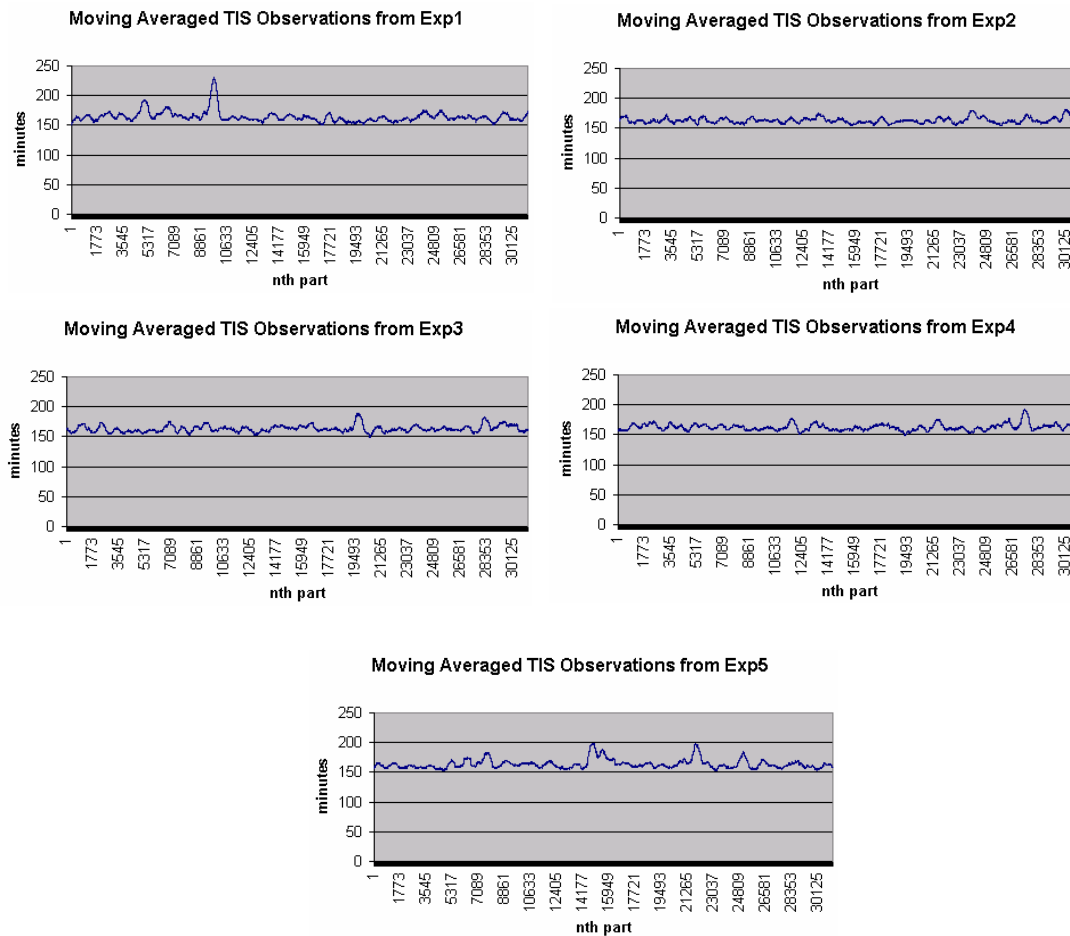 Moving Averaged TIS Observations from Exp1
250
200
150
100
50
0
minutes
1 1773 3545 5317 7089 8861 10633 12405 14177 15949 17721 19493 21265 23037 24809 26581 28353 30125
nth part
Moving Averaged TIS Observations from Exp2
250
200
150
100
50
0
minutes
1 1773 3545 5317 7089 8861 10633 12405 14177 15949 17721 19493 21265 23037 24809 26581 28353 30125
nth part
Moving Averaged TIS Observations from Exp3
250
200
150
100
50
0
minutes
1 1773 3545 5317 7089 8861 10633 12405 14177 15949 17721 19493 21265 23037 24809 26581 28353 30125
nth part
Moving Averaged TIS Observations from Exp4
250
200
150
100
50
0
minutes
1 1773 3545 5317 7089 8861 10633 12405 14177 15949 17721 19493 21265 23037 24809 26581 28353 30125
nth part
Moving Averaged TIS Observations from Exp5
250
200
150
100
50
0
minutes
1 1773 3545 5317 7089 8861 10633 12405 14177 15949 17721 19493 21265 23037 24809 26581 28353 30125
nth part